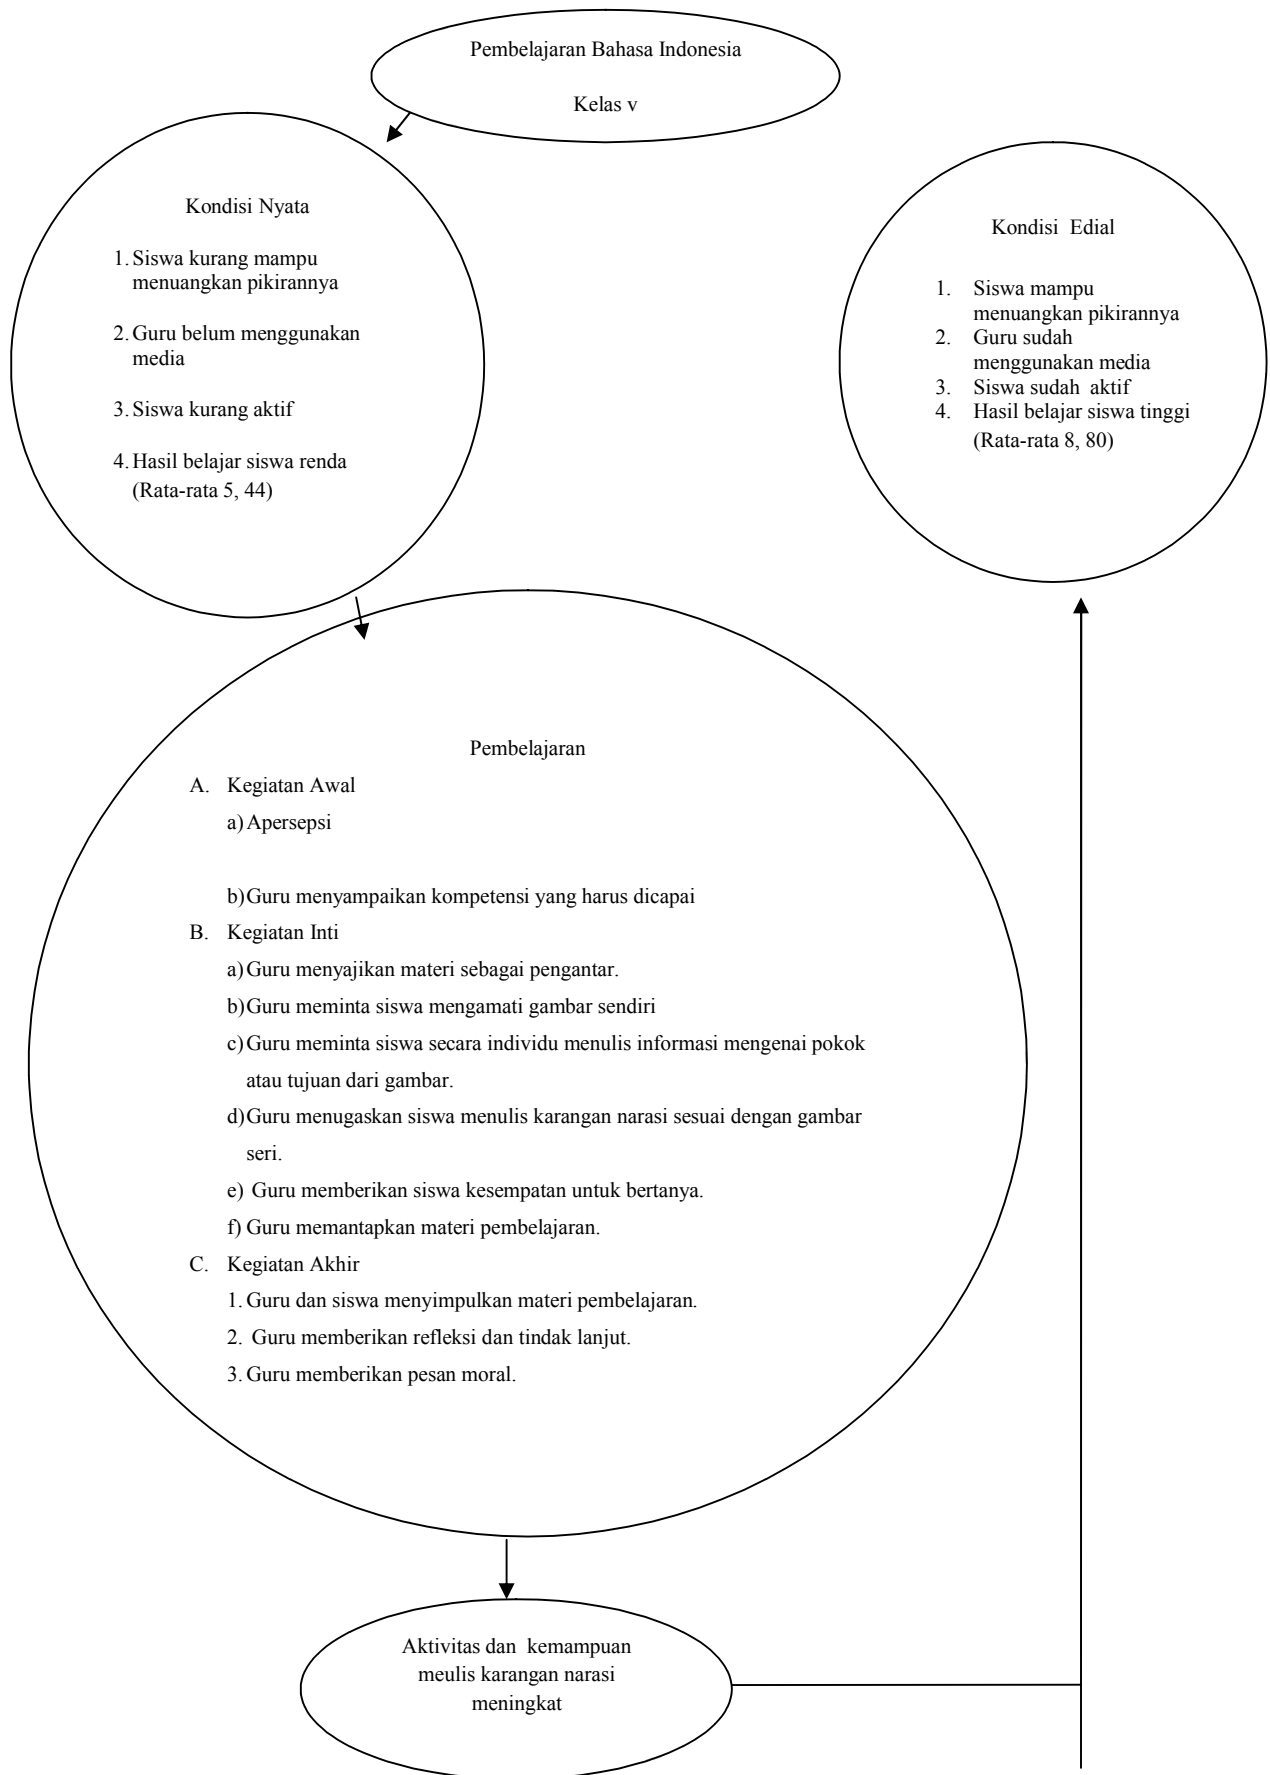 Pembelajaran Bahasa Indonesia
Kelas v
Kondisi Nyata
1. Siswa kurang mampu
menuangkan pikirannya
2. Guru belum menggunakan
media
3. Siswa kurang aktif
4. Hasil belajar siswa renda
(Rata-rata 5, 44)
Kondisi Edial
1. Siswa mampu
menuangkan pikirannya
2. Guru sudah
menggunakan media
3. Siswa sudah aktif
4. Hasil belajar siswa tinggi
(Rata-rata 8, 80)
Pembelajaran
A. Kegiatan Awal
a) Apersepsi
b) Guru menyampaikan kompetensi yang harus dicapai
B. Kegiatan Inti
a) Guru menyajikan materi sebagai pengantar.
b) Guru meminta siswa mengamati gambar sendiri
c) Guru meminta siswa secara individu menulis informasi mengenai pokok
atau tujuan dari gambar.
d) Guru menugaskan siswa menulis karangan narasi sesuai dengan gambar
seri.
e) Guru memberikan siswa kesempatan untuk bertanya.
f) Guru memantapkan materi pembelajaran.
C. Kegiatan Akhir
1. Guru dan siswa menyimpulkan materi pembelajaran.
2. Guru memberikan refleksi dan tindak lanjut.
3. Guru memberikan pesan moral.
Aktivitas dan kemampuan
meulis karangan narasi
meningkat